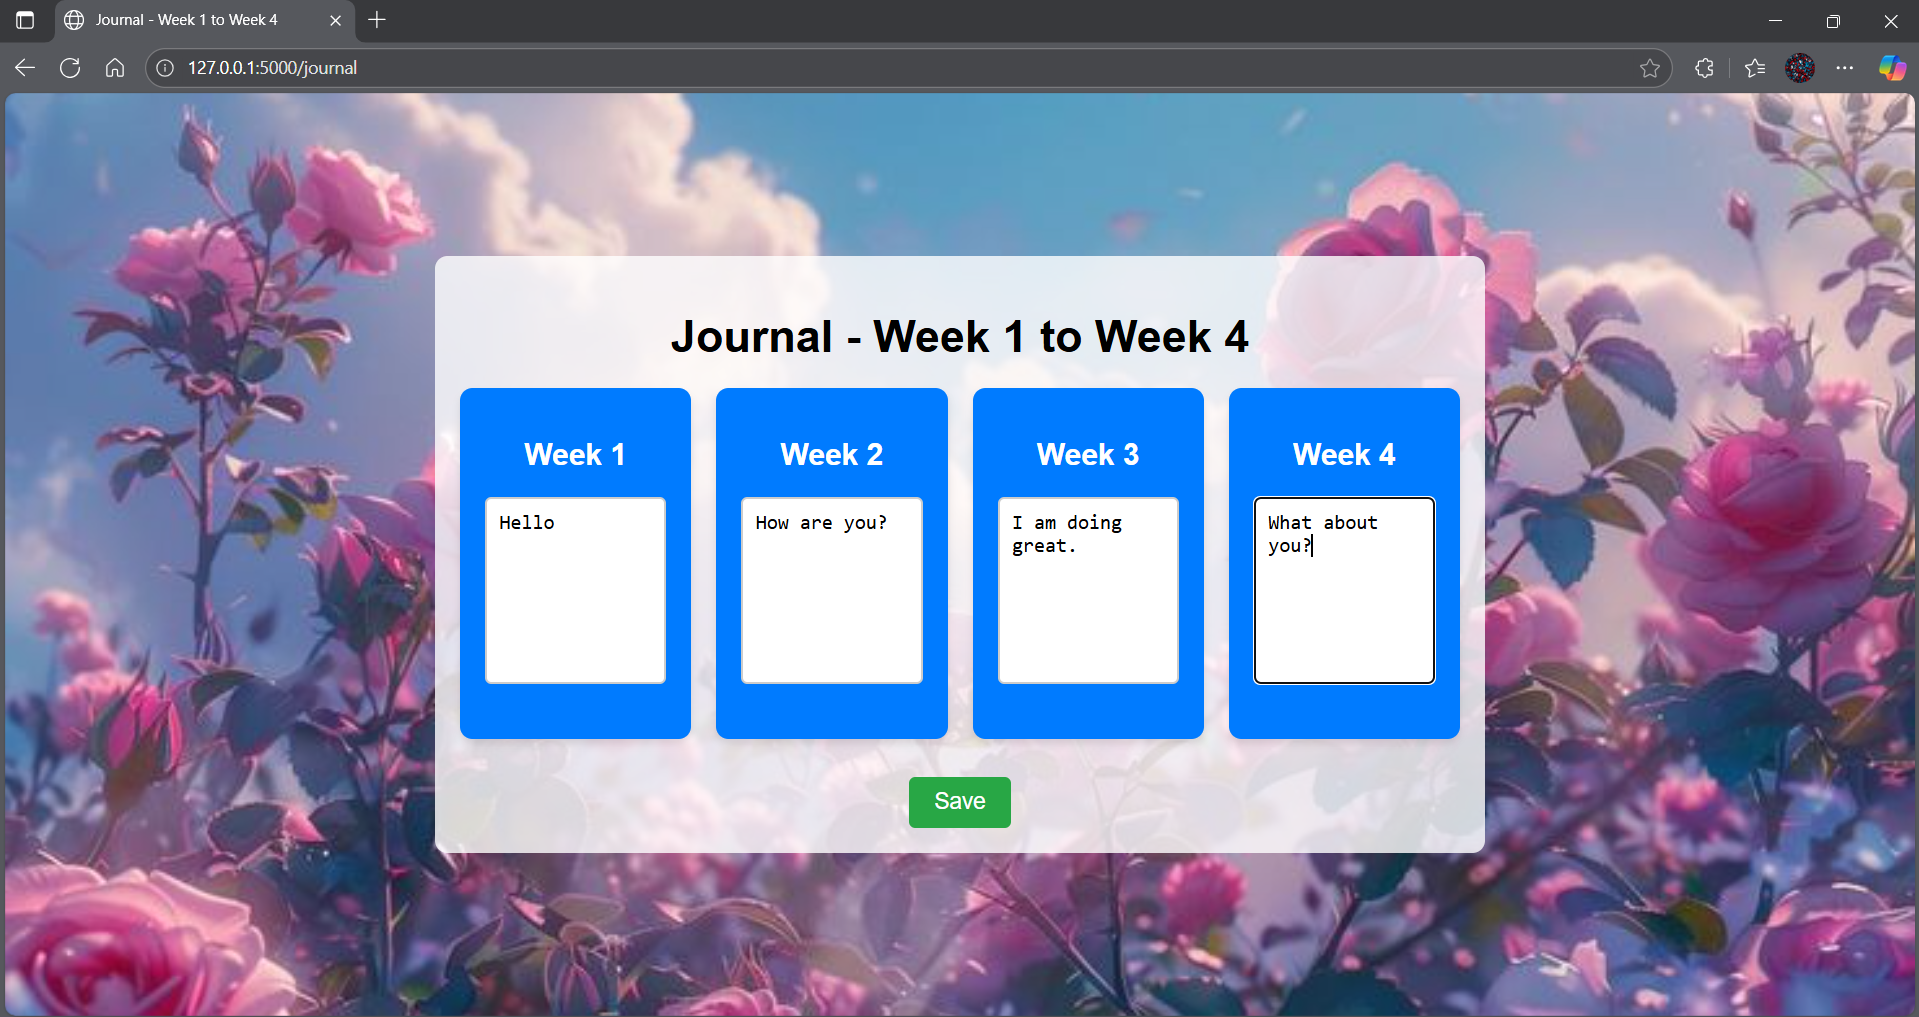 Journal - Week 1 to Week 4
127.0.0.1:5000/journal
Journal - Week 1 to Week 4
Week 1
Hello
Week 2
How are you?
Week 3
I am doing
great.
Week 4
What about
you?
Save